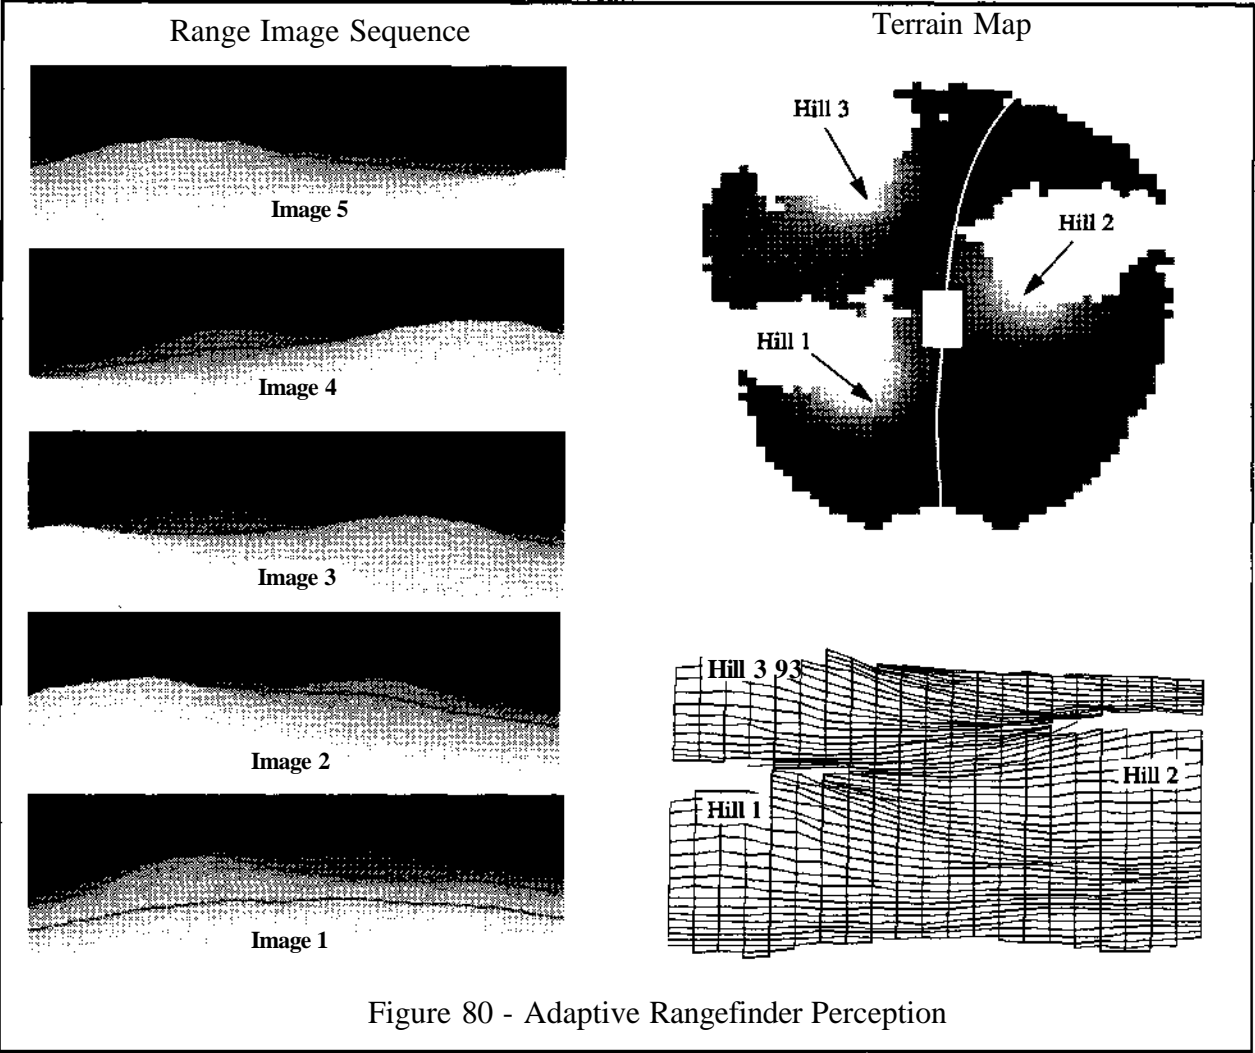 Range Image Sequence
Terrain Map
Image 5
Image 4
Image 3
Image 2
Image 1
Hill 3
Hill 2
Hill 1
Hill 3 93
Hill 2
Hill 1
Figure 80 - Adaptive Rangefinder Perception